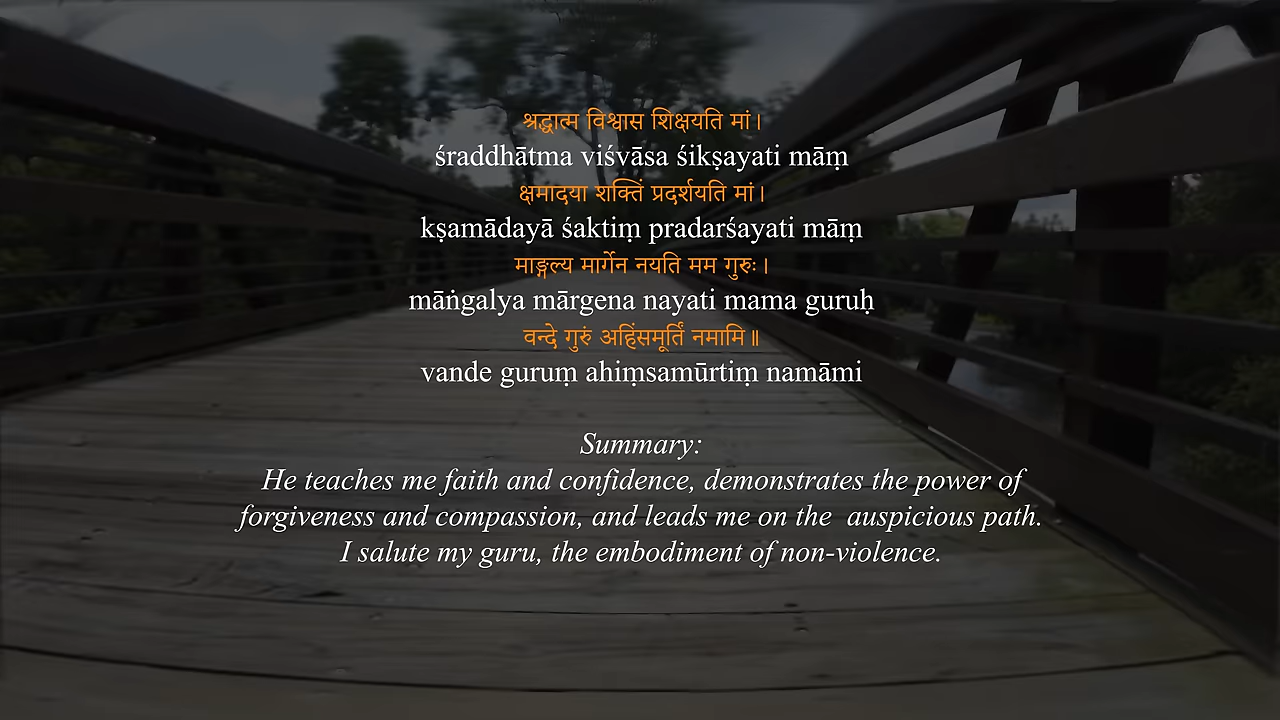 श्रद्धात्म विश्वास शिक्षयति मां।
śraddhātma viśvāsa śikṣayati māṃ
क्षमादया शक्तिं प्रदर्शयति मां।
kṣamādayā śaktiṃ pradarśayati māṃ
माङ्गल्य मार्गेन नयति मम गुरुः।
māṅgalya mārgena nayati mama guruḥ
वन्दे गुरुं अहिंसमूर्तिं नमामि॥
vande guruṃ ahiṃsamūrtiṃ namāmi
Summary:
He teaches me faith and confidence, demonstrates the power of
forgiveness and compassion, and leads me on the  auspicious path.
I salute my guru, the embodiment of non-violence.